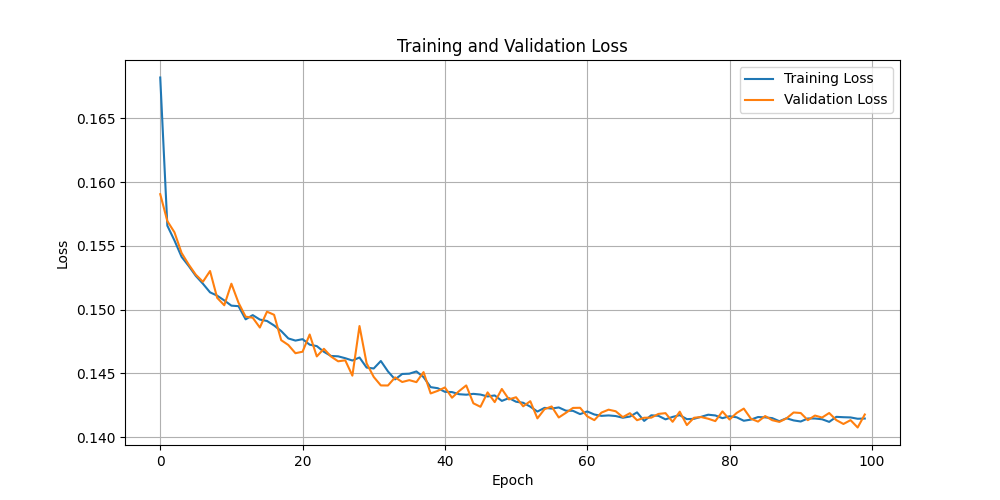 Training and Validation Loss
Training Loss
Validation Loss
0.165
0.160
0.155
0.150
0.145
0.140
Loss
0 20 40 60 80 100
Epoch